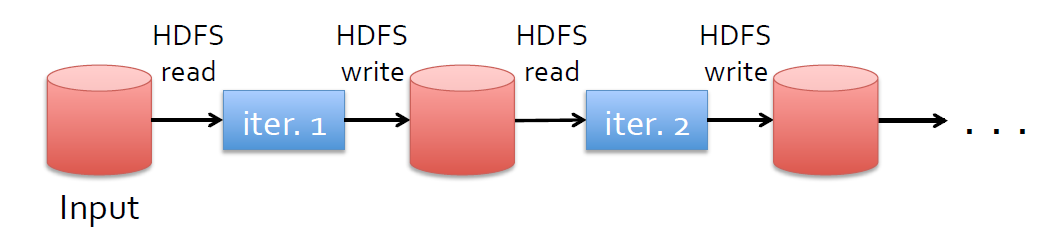 HDFS
read
HDFS
write
HDFS
read
HDFS
write
iter. 1
iter. 2
. . .
Input